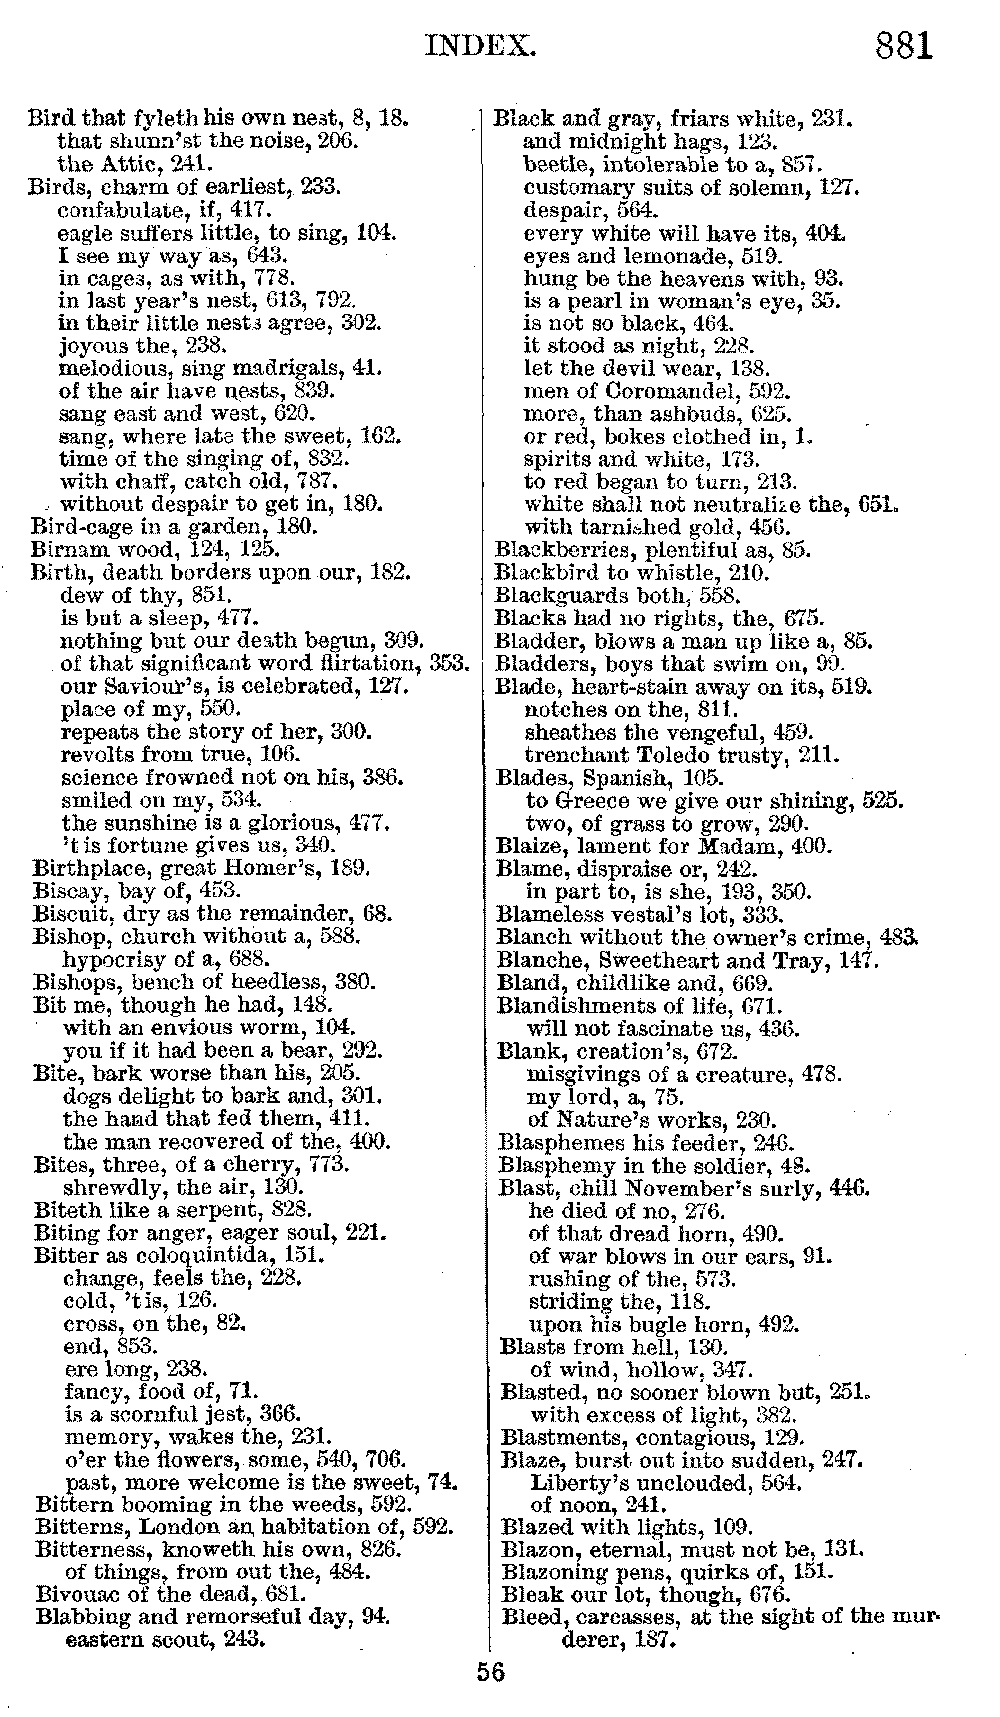 INDEX.
881
Bird that fyleth his own nest, 8, 18.
that shunn'st the noise, 206.
the Attic, 241.
Birds, charm of earliest, 233.
confabulate, if, 417.
eagle suffers little, to sing, 104.
I see my way as, 643.
in cages, as with, 778.
in last year's nest, 613, 792.
in their little nests agree, 302.
joyous the, 238.
melodious, sing madrigals, 41.
of the air have nests, 839.
sang east and west, 620.
sang, where late the sweet, 162.
time of the singing of, 832.
with chaff, catch old, 787.
without despair to get in, 180.
Bird-cage in a garden, 180.
Birnam wood, 124, 125.
Birth, death borders upon our, 182.
dew of thy, 851.
is but a sleep, 477.
nothing but our death begun, 309.
of that significant word flirtation, 353.
our Saviour's, is celebrated, 127.
place of my, 550.
repeats the story of her, 300.
revolts from true, 106.
science frowned not on his, 386.
smiled on my, 534.
the sunshine is a glorious, 477.
't is fortune gives us, 340.
Birthplace, great Homer's, 189.
Biscay, bay of, 453.
Biscuit, dry as the remainder, 68.
Bishop, church without a, 588.
hypocrisy of a, 688.
Bishops, bench of heedless, 380.
Bit me, though he had, 148.
with an envious worm, 104.
you if it had been a bear, 292.
Bite, bark worse than his, 205.
dogs delight to bark and, 301.
the hand that fed them, 411.
the man recovered of the, 400.
Bites, three, of a cherry, 773.
shrewdly, the air, 130.
Biteth like a serpent, 828.
Biting for anger, eager soul, 221.
Bitter as coloquintida, 151.
change, feels the, 228.
cold, 't is, 126.
cross, on the, 82.
end, 853.
ere long, 238.
fancy, food of, 71.
is a scornful jest, 366.
memory, wakes the, 231.
o'er the flowers, some, 540, 706.
past, more welcome is the sweet, 74.
Bittern booming in the weeds, 592.
Bitterns, London an habitation of, 592.
Bitterness, knoweth his own, 826.
of things, from out the, 484.
Bivouac of the dead, 681.
Blabbing and remorseful day, 94.
eastern scout, 243.
Black and gray, friars white, 231.
and midnight hags, 123.
beetle, intolerable to a, 857.
customary suits of solemn, 127.
despair, 564.
every white will have its, 404.
eyes and lemonade, 519.
hung be the heavens with, 93.
is a pearl in woman's eye, 35.
is not so black, 464.
it stood as night, 228.
let the devil wear, 138.
men of Coromandel, 592.
more, than ashbuds, 625.
or red, bokes clothed in, 1.
spirits and white, 173.
to red began to turn, 213.
white shall not neutralize the, 651.
with tarnished gold, 456.
Blackberries, plentiful as, 85.
Blackbird to whistle, 210.
Blackguards both, 558.
Blacks had no rights, the, 675.
Bladder, blows a man up like a, 85.
Bladders, boys that swim on, 99.
Blade, heart-stain away on its, 519.
notches on the, 811.
sheathes the vengeful, 459.
trenchant Toledo trusty, 211.
Blades, Spanish, 105.
to Greece we give our shining, 525.
two, of grass to grow, 290.
Blaize, lament for Madam, 400.
Blame, dispraise or, 242.
in part to, is she, 193, 350.
Blameless vestal's lot, 333.
Blanch without the owner's crime, 483.
Blanche, Sweetheart and Tray, 147.
Bland, childlike and, 669.
Blandishments of life, 671.
will not fascinate us, 436.
Blank, creation's, 672.
misgivings of a creature, 478.
my lord, a, 75.
of Nature's works, 230.
Blasphemes his feeder, 246.
Blasphemy in the soldier, 48.
Blast, chill November's surly, 446.
he died of no, 276.
of that dread horn, 490.
of war blows in our ears, 91.
rushing of the, 573.
striding the, 118.
upon his bugle horn, 492.
Blasts from hell, 130.
of wind, hollow, 347.
Blasted, no sooner blown but, 251.
with excess of light, 382.
Blastments, contagious, 129.
Blaze, burst out into sudden, 247.
Liberty's unclouded, 564.
of noon, 241.
Blazed with lights, 109.
Blazon, eternal, must not be, 131.
Blazoning pens, quirks of, 151.
Bleak our lot, though, 676.
Bleed, carcasses, at the sight of the mur-
derer, 187.
56